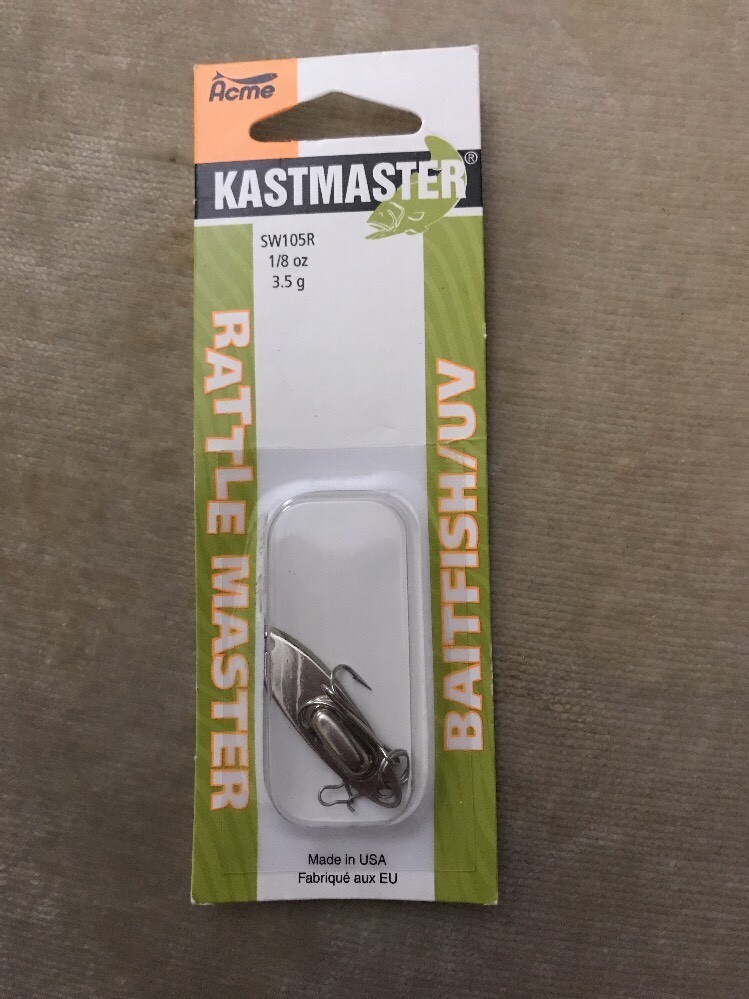 Acme
KASTMASTER®
SW105R
1/8 oz
3.5 g
RATTLE MASTER
BAITFISH/UV
Made in USA
Fabriqué aux EU